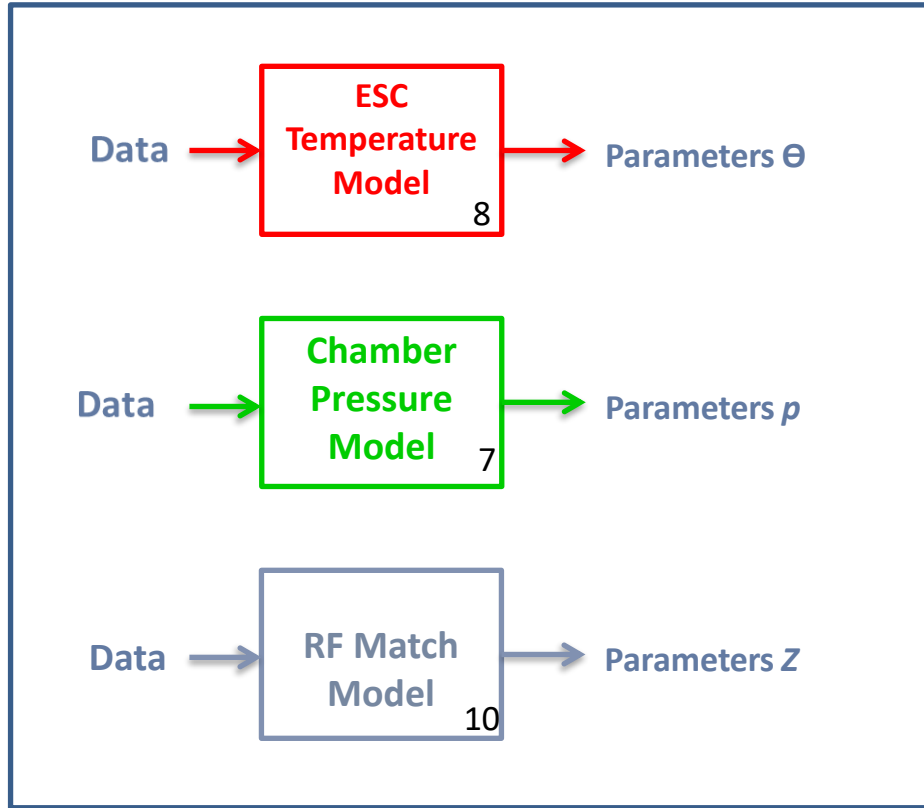 ESC
Temperature
Model
8
Data
Parameters Θ
Chamber
Pressure
Model
7
Data
Parameters p
RF Match
Model
10
Data
Parameters Z